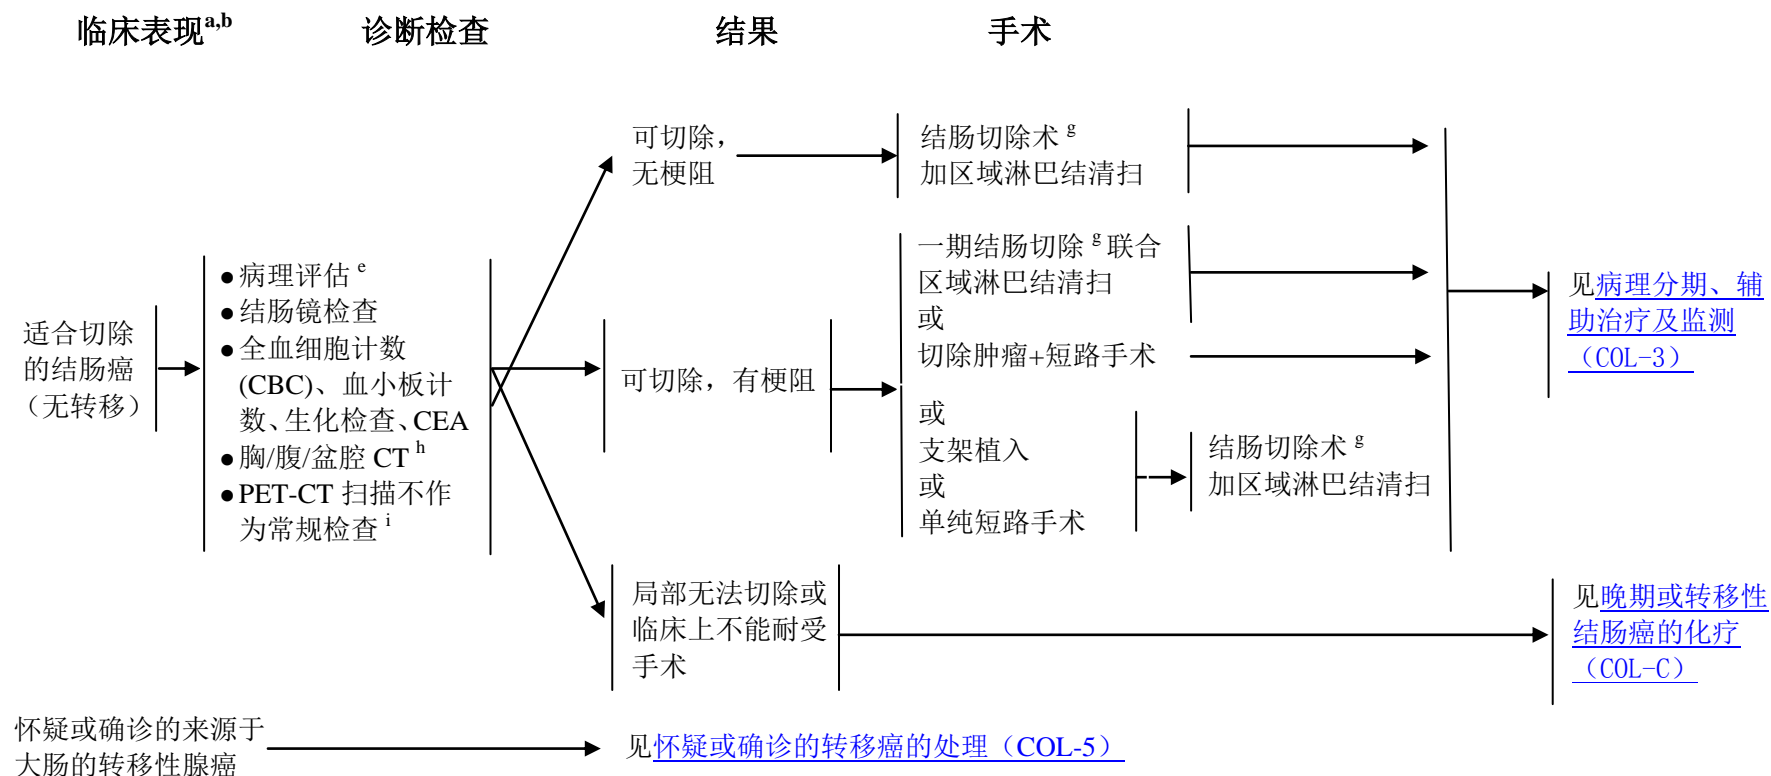 临床表现a,b
诊断检查
结果
手术
适合切除
的结肠癌
（无转移）
●病理评估 e
●结肠镜检查
●全血细胞计数
(CBC)、血小板计
数、生化检查、CEA
●胸/腹/盆腔 CT h
●PET-CT 扫描不作
为常规检查 i
可切除，
无梗阻
结肠切除术 g
加区域淋巴结清扫
可切除，有梗阻
一期结肠切除 g 联合
区域淋巴结清扫
或
切除肿瘤+短路手术
或
支架植入
或
单纯短路手术
结肠切除术 g
加区域淋巴结清扫
见病理分期、辅
助治疗及监测
（COL-3）
局部无法切除或
临床上不能耐受
手术
见晚期或转移性
结肠癌的化疗
（COL-C）
怀疑或确诊的来源于
大肠的转移性腺癌
见怀疑或确诊的转移癌的处理（COL-5）